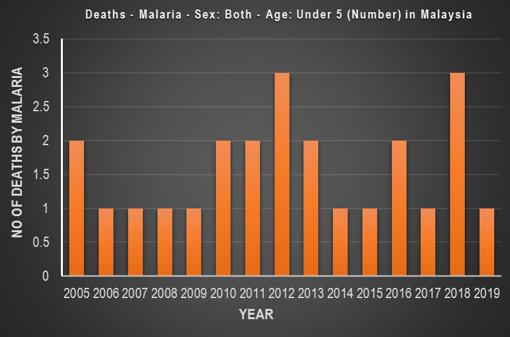 Deaths - Malaria - Sex: Both - Age: Under 5 (Number) in Malaysia
NO OF DEATHS BY MALARIA
3.5
3
2.5
2
1.5
1
0.5
0
2005 2006 2007 2008 2009 2010 2011 2012 2013 2014 2015 2016 2017 2018 2019
YEAR